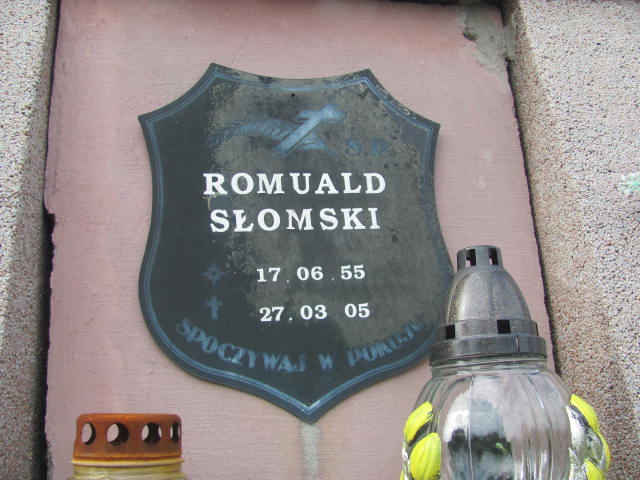 Ś.P.
ROMUALD
SŁOMSKI
17.06.55
27.03 05
SPOCZYWAJ W POKOJU